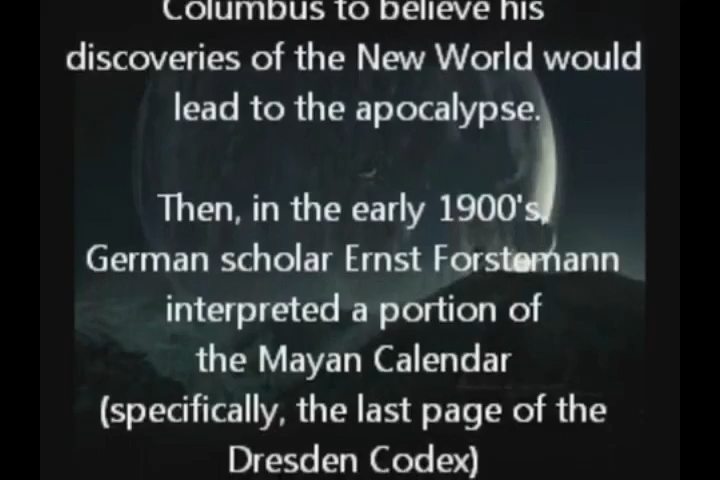 Columbus to believe his
discoveries of the New World would
lead to the apocalypse.
Then, in the early 1900's,
German scholar Ernst Forstemann
interpreted a portion of
the Mayan Calendar
(specifically, the last page of the
Dresden Codex)